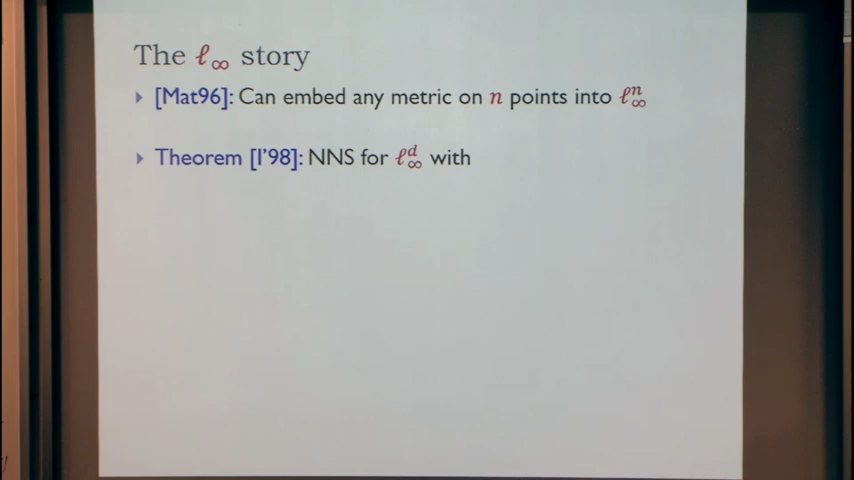 The ℓ∞ story
[Mat96]: Can embed any metric on n points into ℓ∞ⁿ
Theorem [I'98]: NNS for ℓ∞ᵈ with